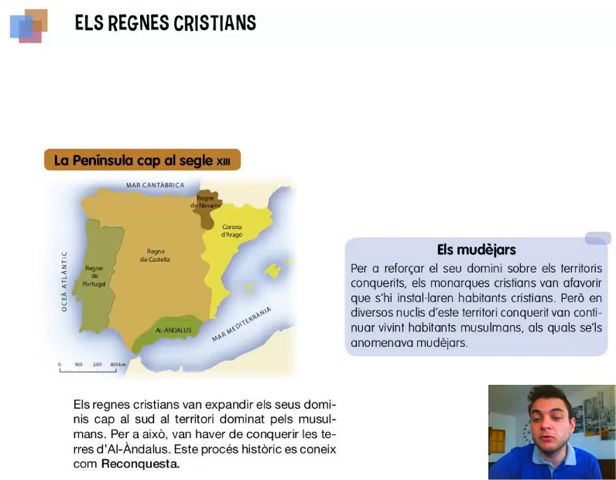 ELS REGNES CRISTIANS
La Península cap al segle XIII
MAR CANTÀBRICA
Regne
de Navarra
Corona
d'Aragó
Regne
de Castella
OCEÀ ATLÀNTIC
Regne
de
Portugal
AL-ÀNDALUS
MAR MEDITERRÀNIA
0 100 200 300 km
Els mudèjars
Per a reforçar el seu domini sobre els territoris
conquerits, els monarques cristians van afavorir
que s'hi instal·laren habitants cristians. Però en
diversos nuclis d'este territori conquerit van conti-
nuar vivint habitants musulmans, als quals se'ls
anomenava mudèjars.
Els regnes cristians van expandir els seus domi-
nis cap al sud al territori dominat pels musul-
mans. Per a això, van haver de conquerir les te-
rres d'Al-Àndalus. Este procés històric es coneix
com Reconquesta.